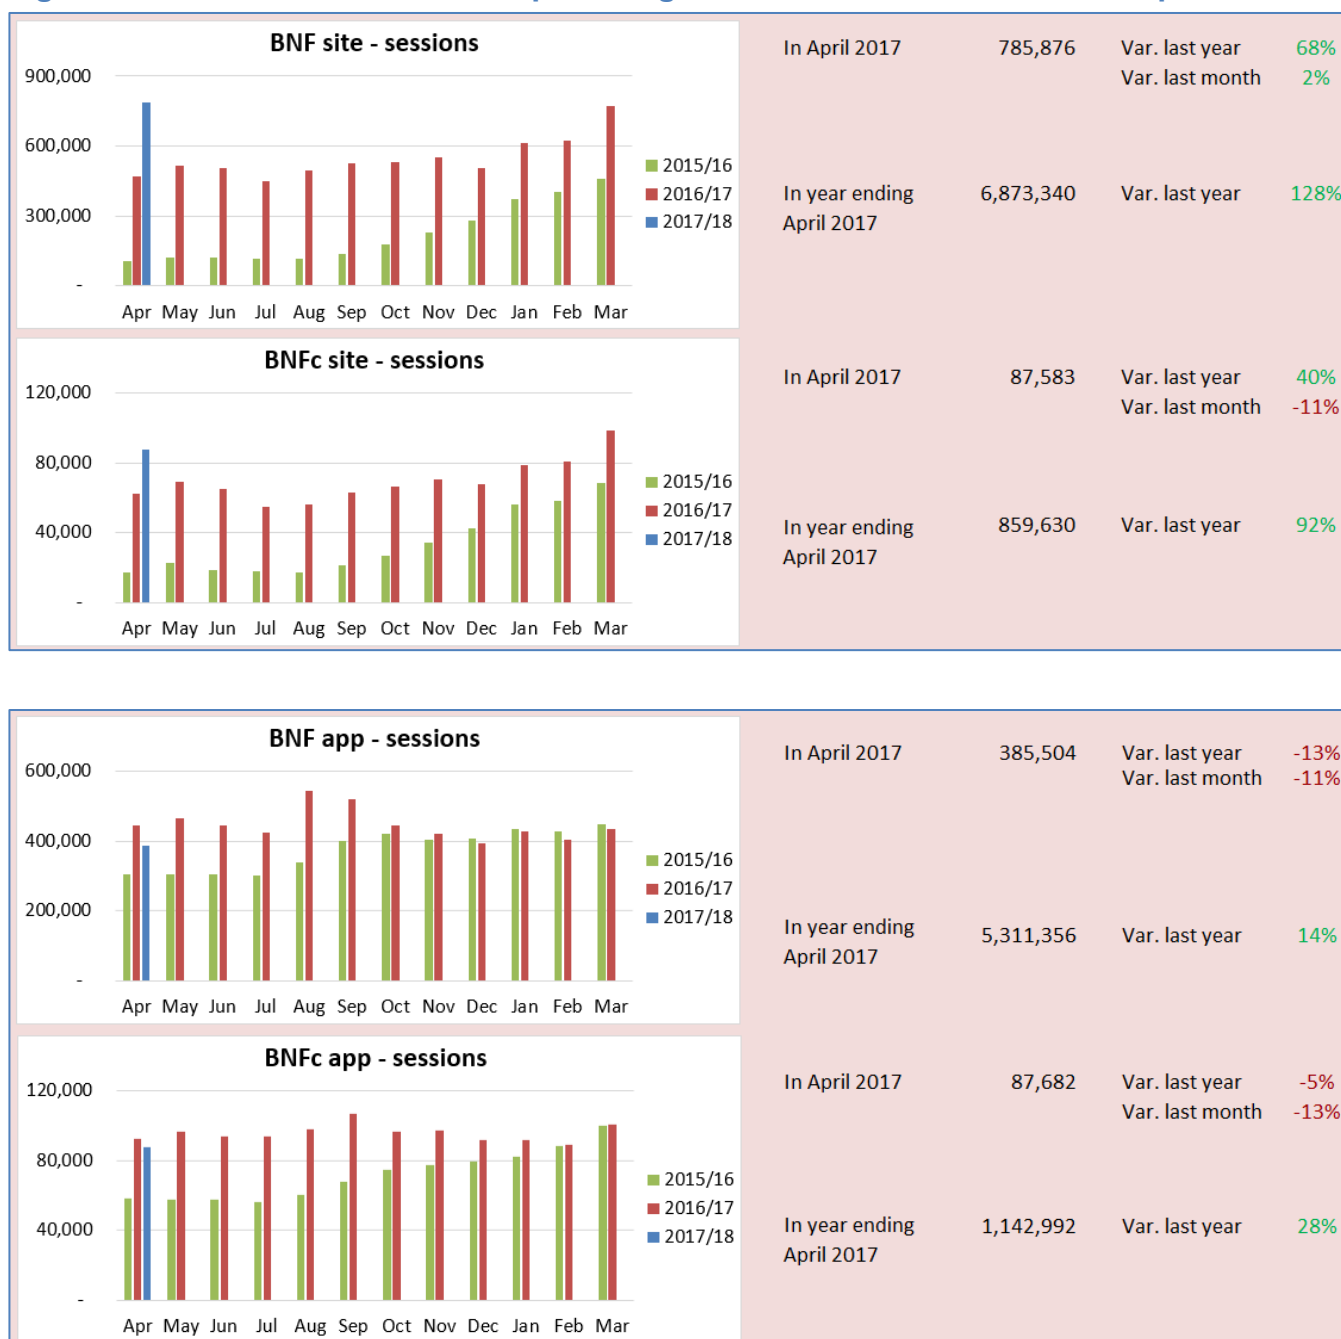 BNF site - sessions
900,000
600,000
300,000
-
Apr May Jun Jul Aug Sep Oct Nov Dec Jan Feb Mar
2015/16
2016/17
2017/18
In April 2017 785,876 Var. last year 68%
Var. last month 2%
In year ending 6,873,340 Var. last year 128%
April 2017
BNFc site - sessions
120,000
80,000
40,000
-
Apr May Jun Jul Aug Sep Oct Nov Dec Jan Feb Mar
2015/16
2016/17
2017/18
In April 2017 87,583 Var. last year 40%
Var. last month -11%
In year ending 859,630 Var. last year 92%
April 2017
BNF app - sessions
600,000
400,000
200,000
-
Apr May Jun Jul Aug Sep Oct Nov Dec Jan Feb Mar
2015/16
2016/17
2017/18
In April 2017 385,504 Var. last year -13%
Var. last month -11%
In year ending 5,311,356 Var. last year 14%
April 2017
BNFc app - sessions
120,000
80,000
40,000
-
Apr May Jun Jul Aug Sep Oct Nov Dec Jan Feb Mar
2015/16
2016/17
2017/18
In April 2017 87,682 Var. last year -5%
Var. last month -13%
In year ending 1,142,992 Var. last year 28%
April 2017